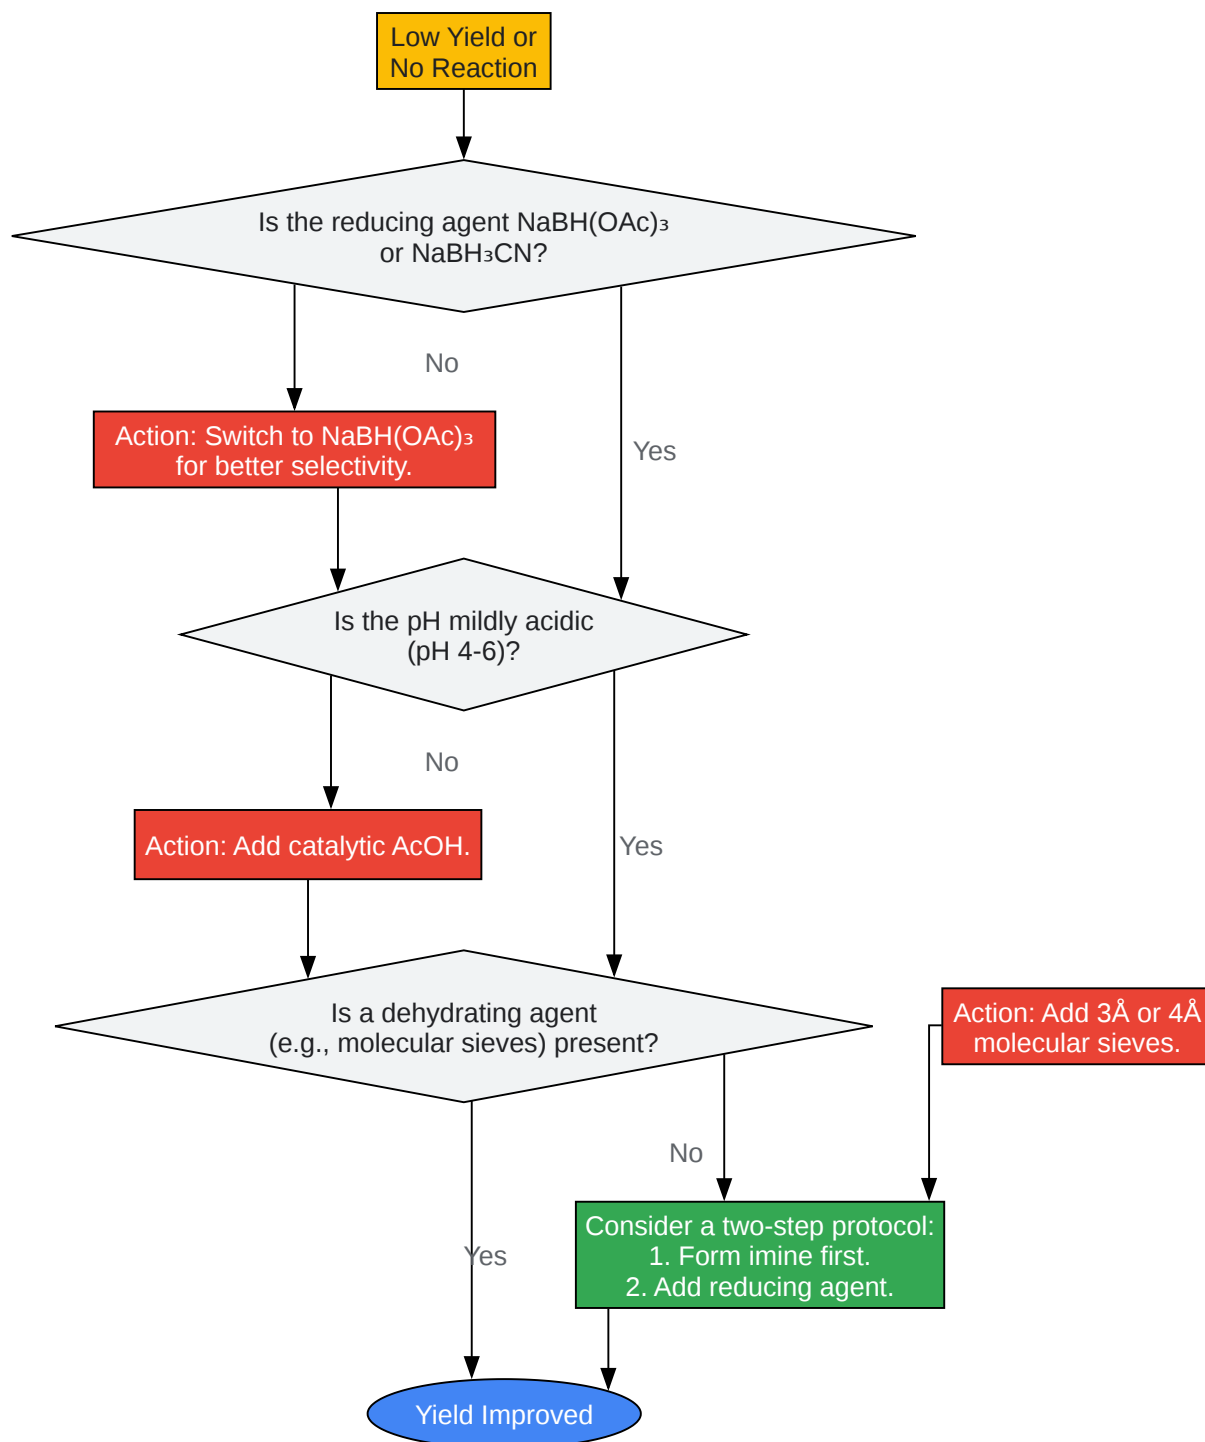 Low Yield or
No Reaction
Is the reducing agent NaBH(OAc)₃
or NaBH₃CN?
No
Action: Switch to NaBH(OAc)₃
for better selectivity.
Yes
Is the pH mildly acidic
(pH 4-6)?
No
Action: Add catalytic AcOH.
Yes
Is a dehydrating agent
(e.g., molecular sieves) present?
Action: Add 3Å or 4Å
molecular sieves.
No
Consider a two-step protocol:
1. Form imine first.
2. Add reducing agent.
Yes
Yield Improved